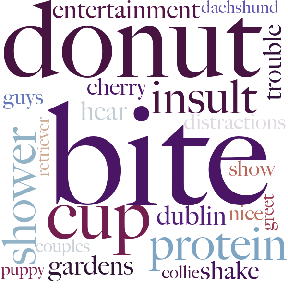 entertainment
dachshund
donut
trouble
guys
cherry
insult
hear
distractions
retriever
shower
bite
show
greet
cup
dublin
nice
couples
protein
puppy
gardens
collie
shake